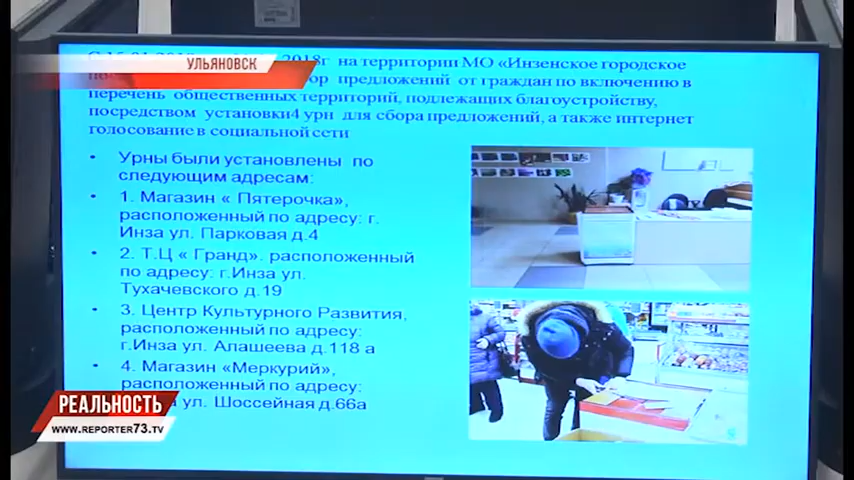 С 15.01.2018г. 2018г на территории МО «Инзенское городское
УЛЬЯНОВСК
предложений от граждан по включению в
перечень общественных территорий, подлежащих благоустройству,
посредством установки4 урн для сбора предложений, а также интернет
голосование в социальной сети
• Урны были установлены по
следующим адресам:
• 1. Магазин « Пятерочка»,
расположенный по адресу: г.
Инза ул. Парковая д.4
• 2. Т.Ц « Гранд». расположенный
по адресу: г.Инза ул.
Тухачевского д.19
• 3. Центр Культурного Развития,
расположенный по адресу:
г.Инза ул. Алашеева д.118 а
• 4. Магазин «Меркурий»,
расположенный по адресу:
ул. Шоссейная д.66а
РЕАЛЬНОСТЬ
WWW.REPORTER73.TV